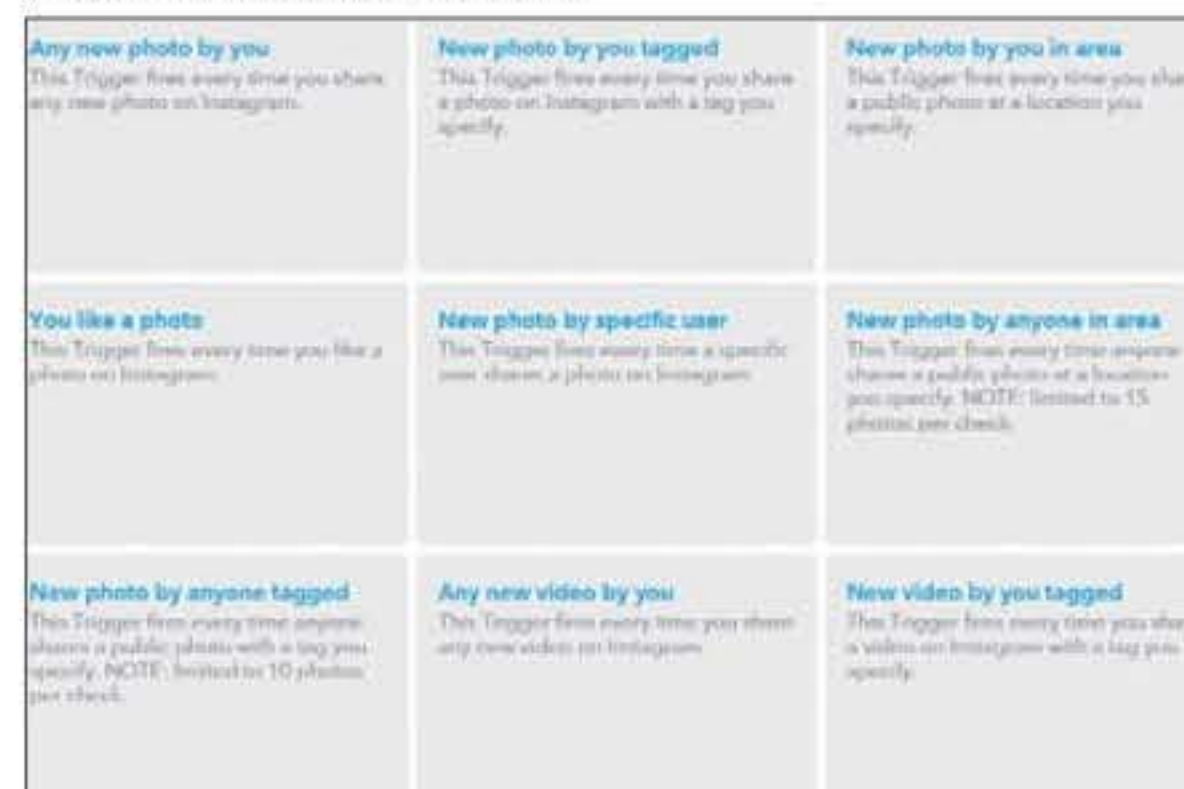 Any new photo by you
This Trigger fires every time you share
any new photo on Instagram.
New photo by you tagged
This Trigger fires every time you share
a photo on Instagram with a tag you
specify.
New photo by you in area
This Trigger fires every time you
a public photo at a location you
specify.
You like a photo
This Trigger fires every time you like a
photo on Instagram.
New photo by specific user
This Trigger fires every time a specific
user shares a photo on Instagram.
New photo by anyone in area
This Trigger fires every time anyone
shares a public photo at a location
you specify. NOTE: limited to 15
photos per check.
New photo by anyone tagged
This Trigger fires every time anyone
shares a public photo with a tag you
specify. NOTE: limited to 10 photos
per check.
Any new video by you
This Trigger fires every time you share
any new video on Instagram.
New video by you tagged
This Trigger fires every time you
a video on Instagram with a tag you
specify.